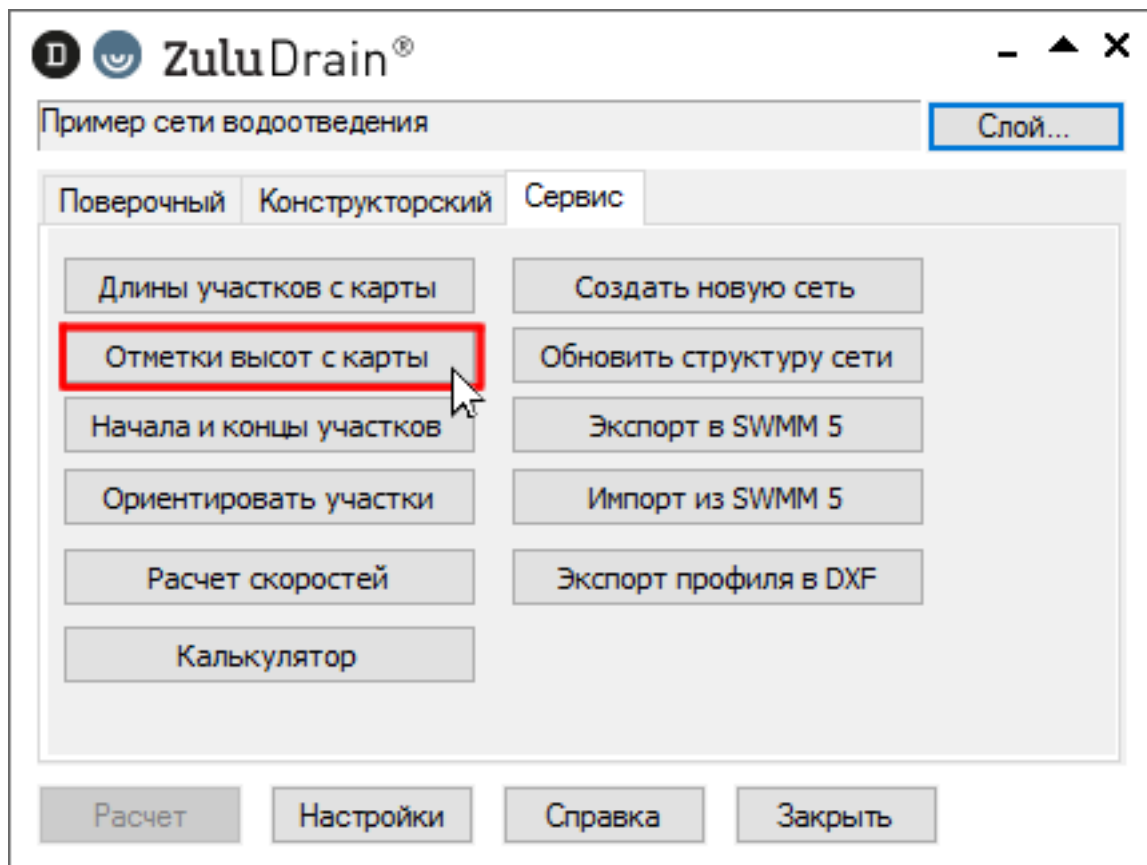 D ZuluDrain®
Пример сети водоотведения
Слой...
Поверочный Конструкторский Сервис
Длины участков с карты
Создать новую сеть
Отметки высот с карты
Обновить структуру сети
Начала и концы участков
Экспорт в SWMM 5
Ориентировать участки
Импорт из SWMM 5
Расчет скоростей
Экспорт профиля в DXF
Калькулятор
Расчет
Настройки
Справка
Закрыть